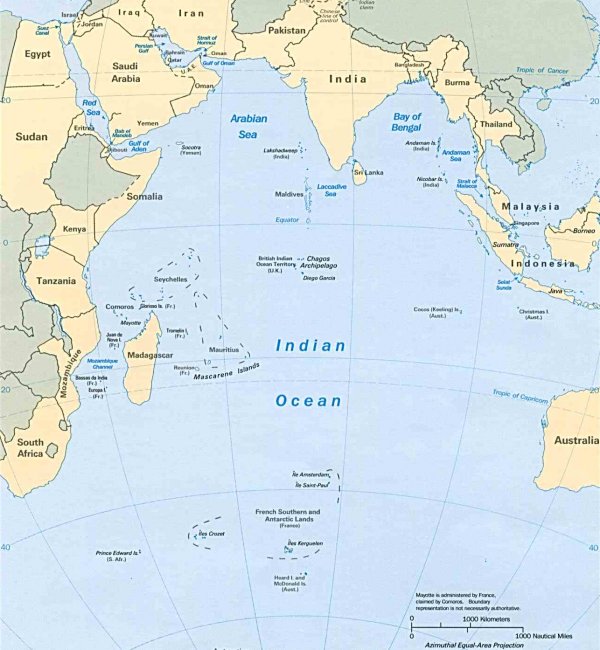 Chinese
line of
control
Indian
claim
Israel
Jordan
Iraq
Iran
Suez
Canal
Kuwait
Persian
Gulf
Bahrain
Qatar
Strait of
Hormuz
Oman
Gulf of Oman
U.A.E.
Pakistan
Egypt
Saudi
Arabia
Oman
India
Bangladesh
Burma
Tropic of Cancer
20
20
Red
Sea
Yemen
Arabian
Sea
Bay of
Bengal
Thailand
Sudan
Eritrea
Bab el
Mandeb
Djibouti
Gulf of
Aden
Socotra
(Yemen)
Lakshadweep
(India)
Andaman Is.
(India)
Andaman
Sea
Sri Lanka
Nicobar Is.
(India)
Strait of
Malacca
Somalia
Maldives
Laccadive
Sea
Malaysia
Singapore
Equator
Kenya
Borneo
0
0
Sumatra
British Indian
Ocean Territory
(U.K.)
Chagos
Archipelago
Diego Garcia
Indonesia
Tanzania
Seychelles
Sunda
Java
Comoros
Glorioso Is. (Fr.)
Mayotte
Cocos (Keeling) Is.
(Aust.)
Christmas I.
(Aust.)
Juan de
Nova I.
(Fr.)
Tromelin I.
(Fr.)
Mozambique
Mozambique
Channel
Madagascar
Mauritius
Indian
Reunion
(Fr.)
Mascarene Islands
Bassas da India
(Fr.)
Europa I.
(Fr.)
20
20
Ocean
Tropic of Capricorn
South
Africa
Australia
Île Amsterdam
Île Saint-Paul
French Southern and
Antarctic Lands
(France)
Îles Crozet
Îles Kerguelen
40
40
Prince Edward Is.
(S. Afr.)
Heard I. and
McDonald Is.
(Aust.)
Mayotte is administered by France,
claimed by Comoros. Boundary
representation is not necessarily authoritative.
0
1000 Kilometers
0
1000 Nautical Miles
Azimuthal Equal-Area Projection